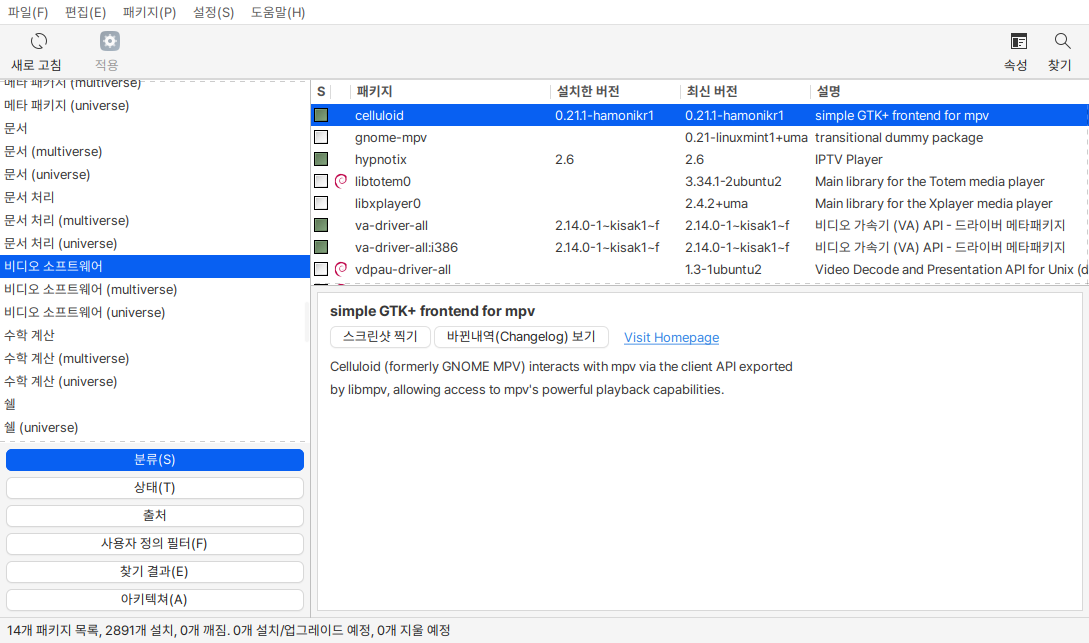 파일(F) 편집(E) 패키지(P) 설정(S) 도움말(H)
새로 고침 적용 속성 찾기
메타 패키지 (multiverse)
메타 패키지 (universe)
문서
문서 (multiverse)
문서 (universe)
문서 처리
문서 처리 (multiverse)
문서 처리 (universe)
비디오 소프트웨어
비디오 소프트웨어 (multiverse)
비디오 소프트웨어 (universe)
수학 계산
수학 계산 (multiverse)
수학 계산 (universe)
쉘
쉘 (universe)
분류(S)
상태(T)
출처
사용자 정의 필터(F)
찾기 결과(E)
아키텍쳐(A)
S 패키지 설치한 버전 최신 버전 설명
celluloid 0.21.1-hamonikr1 0.21.1-hamonikr1 simple GTK+ frontend for mpv
gnome-mpv 0.21-linuxmint1+uma transitional dummy package
hypnotix 2.6 2.6 IPTV Player
libtotem0 3.34.1-2ubuntu2 Main library for the Totem media player
libxplayer0 2.4.2+uma Main library for the Xplayer media player
va-driver-all 2.14.0-1~kisak1~f 2.14.0-1~kisak1~f 비디오 가속기 (VA) API - 드라이버 메타패키지
va-driver-all:i386 2.14.0-1~kisak1~f 2.14.0-1~kisak1~f 비디오 가속기 (VA) API - 드라이버 메타패키지
vdpau-driver-all 1.3-1ubuntu2 Video Decode and Presentation API for Unix (d
simple GTK+ frontend for mpv
스크린샷 찍기 바뀐내역(Changelog) 보기 Visit Homepage
Celluloid (formerly GNOME MPV) interacts with mpv via the client API exported
by libmpv, allowing access to mpv's powerful playback capabilities.
14개 패키지 목록, 2891개 설치, 0개 깨짐. 0개 설치/업그레이드 예정, 0개 지울 예정